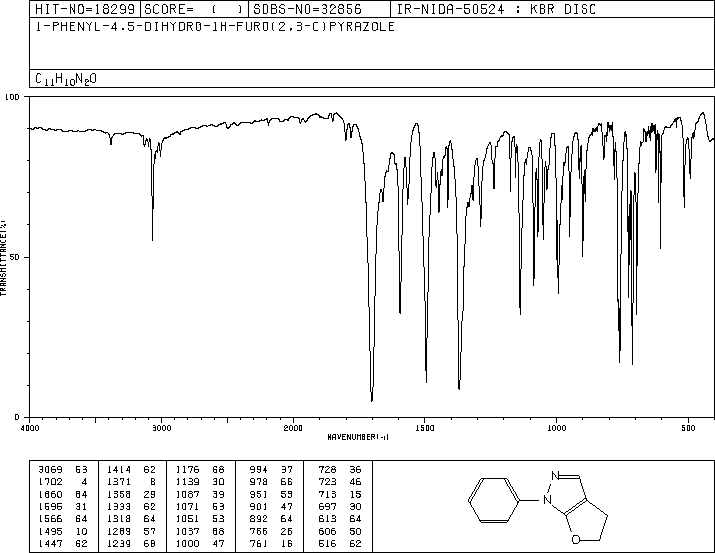 HIT-NO=18299 SCORE= ( ) SDBS-NO=32856 IR-NIDA-50524 : KBR DISC
1-PHENYL-4,5-DIHYDRO-1H-FURO(2,3-C)PYRAZOLE
C11H10N2O
100
50
0
TRANSMITTANCE(%)
4000 3000 2000 1500 1000 500
WAVENUMBER(-1)
3069 63 1414 62 1176 68 994 37 728 36
1702 4 1371 8 1139 30 978 66 723 46
1660 64 1358 29 1087 39 951 59 713 15
1595 31 1333 62 1071 53 901 47 697 30
1566 64 1318 64 1051 53 892 64 613 64
1495 10 1289 57 1037 68 766 26 606 50
1447 62 1239 68 1000 47 761 16 516 62
N
N
O